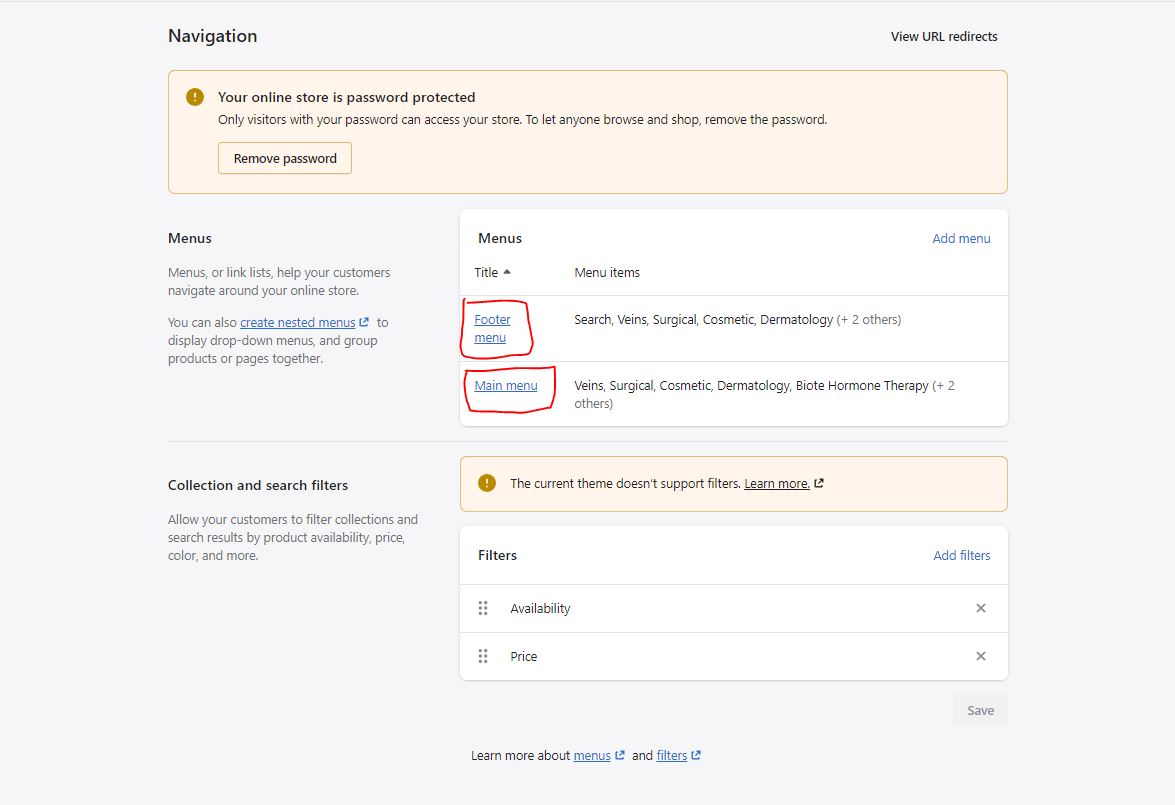 Navigation
View URL redirects
Your online store is password protected
Only visitors with your password can access your store. To let anyone browse and shop, remove the password.
Remove password
Menus
Menus, or link lists, help your customers
navigate around your online store.
You can also create nested menus to
display drop-down menus, and group
products or pages together.
Menus
Add menu
Title
Menu items
Footer
menu
Search, Veins, Surgical, Cosmetic, Dermatology (+ 2 others)
Main menu
Veins, Surgical, Cosmetic, Dermatology, Biote Hormone Therapy (+ 2
others)
Collection and search filters
Allow your customers to filter collections and
search results by product availability, price,
color, and more.
The current theme doesn't support filters. Learn more.
Filters
Add filters
Availability
Price
Save
Learn more about menus and filters